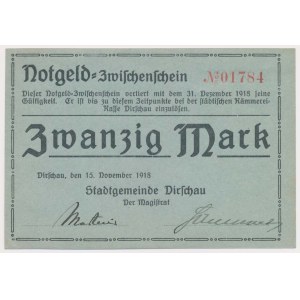 Notgeld-Zwischenschein №01784
Dieser Notgeld-Zwischenschein verliert mit dem 31. Dezember 1918 seine
Gültigkeit. Er ist bis zu diesem Zeitpunkte bei der städtischen Kämmerei-
Kasse Dirschau einzulösen.
Zwanzig Mark
Dirschau, den 15. November 1918
Stadtgemeinde Dirschau
Der Magistrat